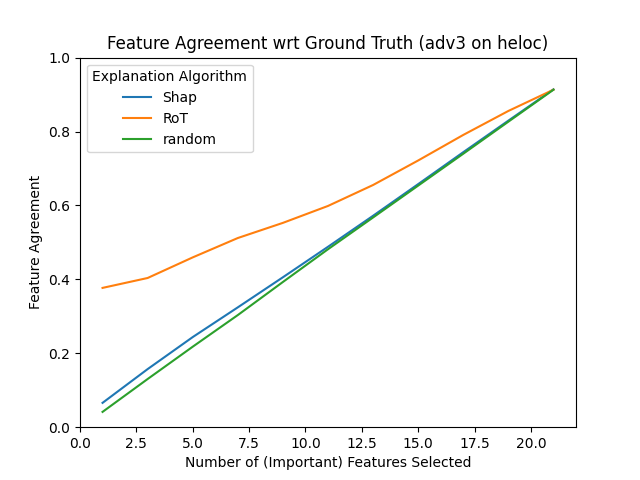 Feature Agreement wrt Ground Truth (adv3 on heloc)
1.0
0.8
0.6
0.4
0.2
0.0
Feature Agreement
Explanation Algorithm
Shap
RoT
random
0.0 2.5 5.0 7.5 10.0 12.5 15.0 17.5 20.0
Number of (Important) Features Selected